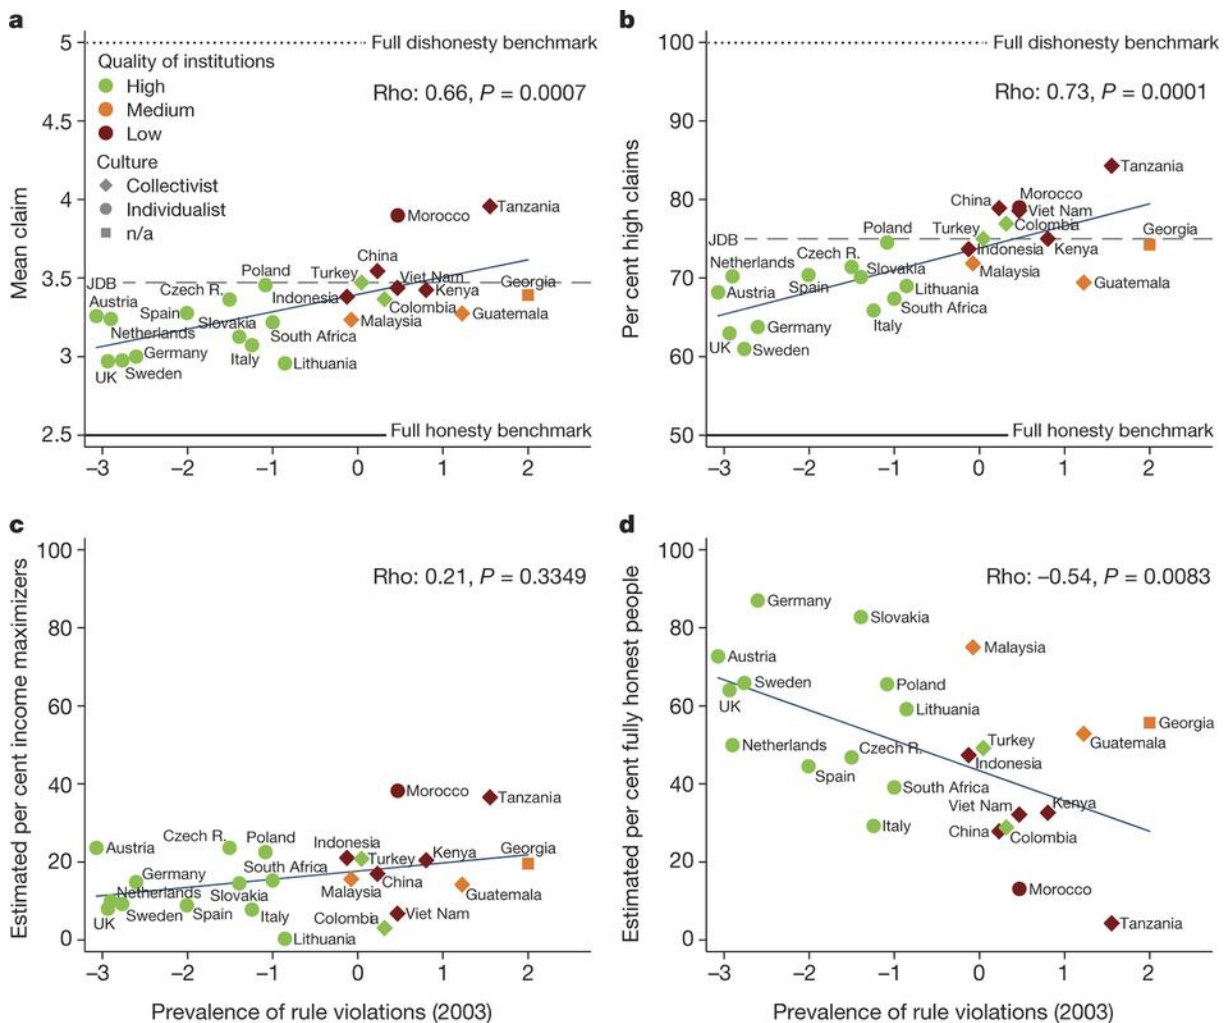 a
5
Full dishonesty benchmark
Quality of institutions
High
Medium
Low
Culture
Collectivist
Individualist
n/a
Rho: 0.66, P = 0.0007
4.5
4
3.5
3
2.5
Mean claim
Tanzania
Morocco
China
Poland
Turkey
Viet Nam
Georgia
JDB
Czech R.
Indonesia
Kenya
Austria
Spain
Colombia
Netherlands
Slovakia
Malaysia
Guatemala
South Africa
Germany
Italy
Lithuania
UK
Sweden
Full honesty benchmark
–3 –2 –1 0 1 2
b
100
Full dishonesty benchmark
Rho: 0.73, P = 0.0001
90
80
70
60
50
Per cent high claims
Tanzania
Morocco
China
Viet Nam
Poland
Turkey
Colombia
Georgia
JDB
Czech R.
Indonesia
Kenya
Netherlands
Slovakia
Malaysia
Austria
Spain
Lithuania
Guatemala
South Africa
Italy
Germany
UK
Sweden
Full honesty benchmark
–3 –2 –1 0 1 2
c
100
Rho: 0.21, P = 0.3349
80
60
40
20
0
Estimated per cent income maximizers
Morocco
Tanzania
Czech R.
Poland
Indonesia
Austria
Turkey
Kenya
Georgia
South Africa
Germany
Malaysia
China
Netherlands
Slovakia
Guatemala
UK
Sweden
Spain
Italy
Colombia
Viet Nam
Lithuania
–3 –2 –1 0 1 2
Prevalence of rule violations (2003)
d
100
Rho: –0.54, P = 0.0083
80
60
40
20
0
Estimated per cent fully honest people
Germany
Slovakia
Malaysia
Austria
Sweden
Poland
UK
Lithuania
Georgia
Netherlands
Czech R.
Turkey
Guatemala
Indonesia
Spain
South Africa
Viet Nam
Kenya
Italy
China
Colombia
Morocco
Tanzania
–3 –2 –1 0 1 2
Prevalence of rule violations (2003)